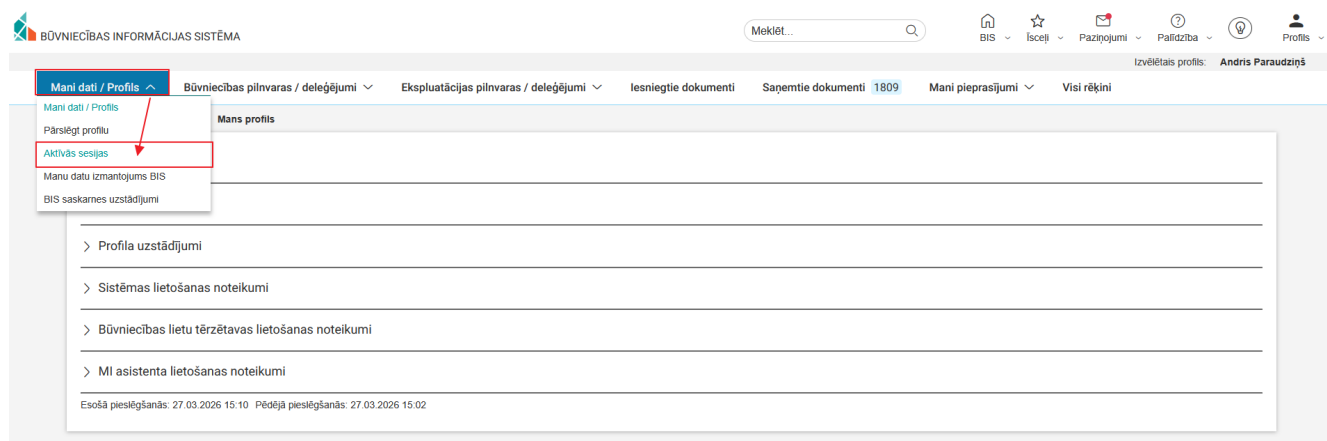 BŪVNIECĪBAS INFORMĀCIJAS SISTĒMA
Meklēt...
BIS
Īsceļi
Paziņojumi
Palīdzība
Profils
Izvēlētais profils: Andris Paraudziņš
Mani dati / Profils
Būvniecības pilnvaras / deleģējumi
Ekspluatācijas pilnvaras / deleģējumi
Iesniegtie dokumenti
Saņemtie dokumenti 1809
Mani pieprasījumi
Visi rēķini
Mani dati / Profils
Mans profils
Pārslēgt profilu
Aktīvās sesijas
Manu datu izmantojums BIS
BIS saskarnes uzstādījumi
Profila uzstādījumi
Sistēmas lietošanas noteikumi
Būvniecības lietu tērzētavas lietošanas noteikumi
MI asistenta lietošanas noteikumi
Esošā pieslēgšanās: 27.03.2026 15:10 Pēdējā pieslēgšanās: 27.03.2026 15:02